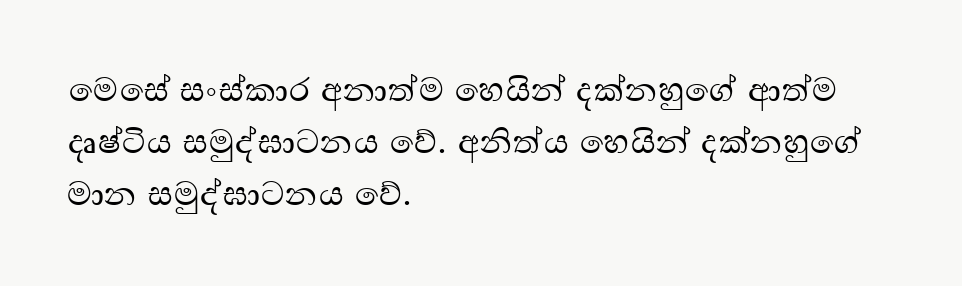 මෙසේ සංස්කාර අනාත්ම හෙයින් දක්නහුගේ ආත්ම
දෘෂ්ටිය සමුද්ඝාටනය වේ. අනිත්ය හෙයින් දක්නහුගේ
මාන සමුද්ඝාටනය වේ.